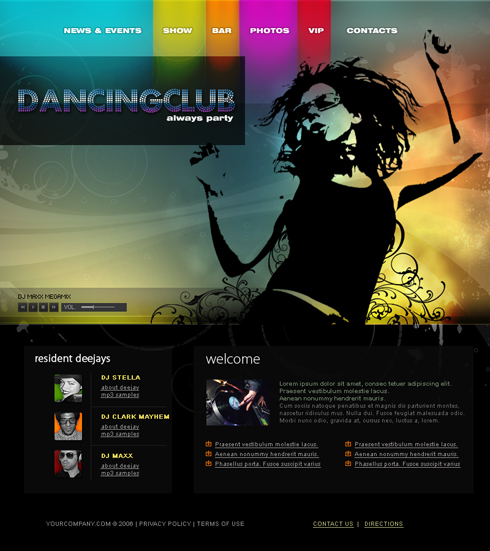 NEWS & EVENTS SHOW BAR PHOTOS VIP CONTACTS
DANCING-CLUB
always party
DJ MAXX MEGAMIX
VOL
resident deejays
DJ STELLA
about deejay
mp3 samples
DJ CLARK MAYHEM
about deejay
mp3 samples
DJ MAXX
about deejay
mp3 samples
welcome
Lorem ipsum dolor sit amet, consec tetuer adipiscing elit.
Praesent vestibulum molestie lacus.
Aenean nonummy hendrerit mauris.
Cum sociis natoque penatibus et magnis dis parturient montes,
nascetur ridiculus mus. Nulla dui. Fusce feugiat malesuada odio.
Morbi nunc odio, gravida at, cursus nec, luctus a, lorem.
Praesent vestibulum molestie lacus.
Aenean nonummy hendrerit mauris.
Phasellus porta. Fusce suscipit varius
Praesent vestibulum molestie lacus.
Aenean nonummy hendrerit mauris.
Phasellus porta. Fusce suscipit varius
YOURCOMPANY.COM © 2006 | PRIVACY POLICY | TERMS OF USE
CONTACT US | DIRECTIONS